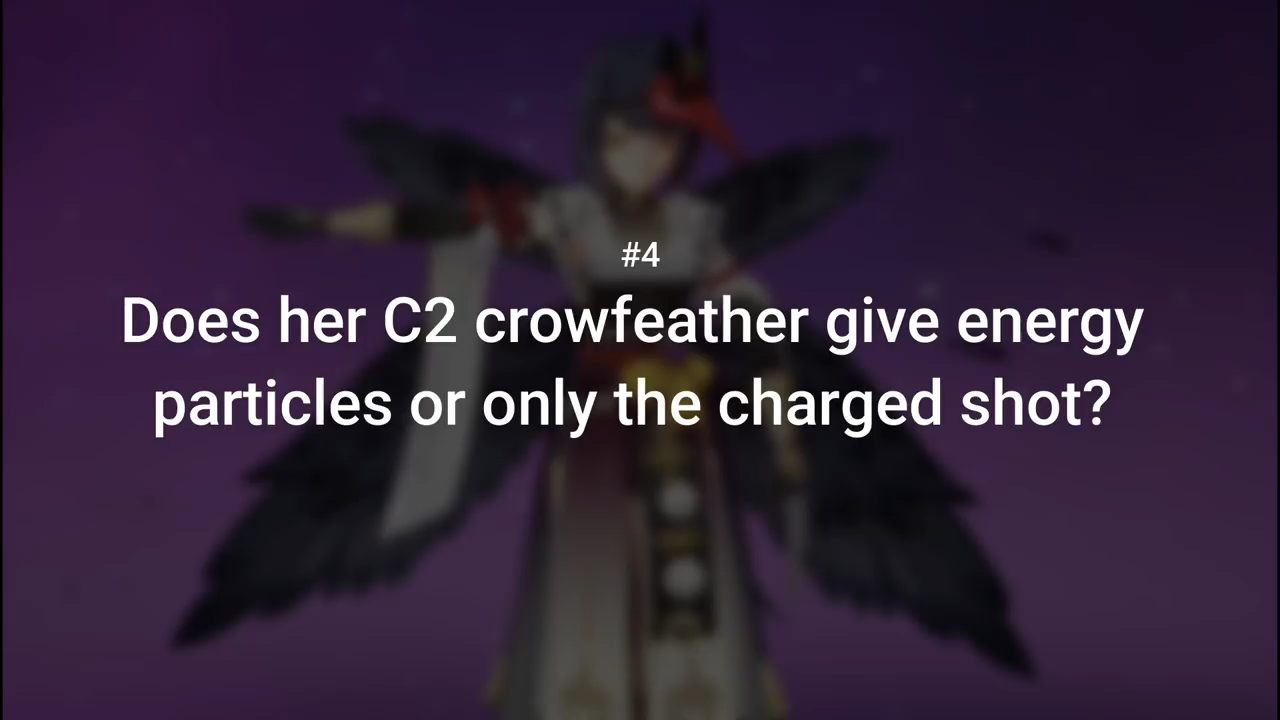 #4
Does her C2 crowfeather give energy
particles or only the charged shot?